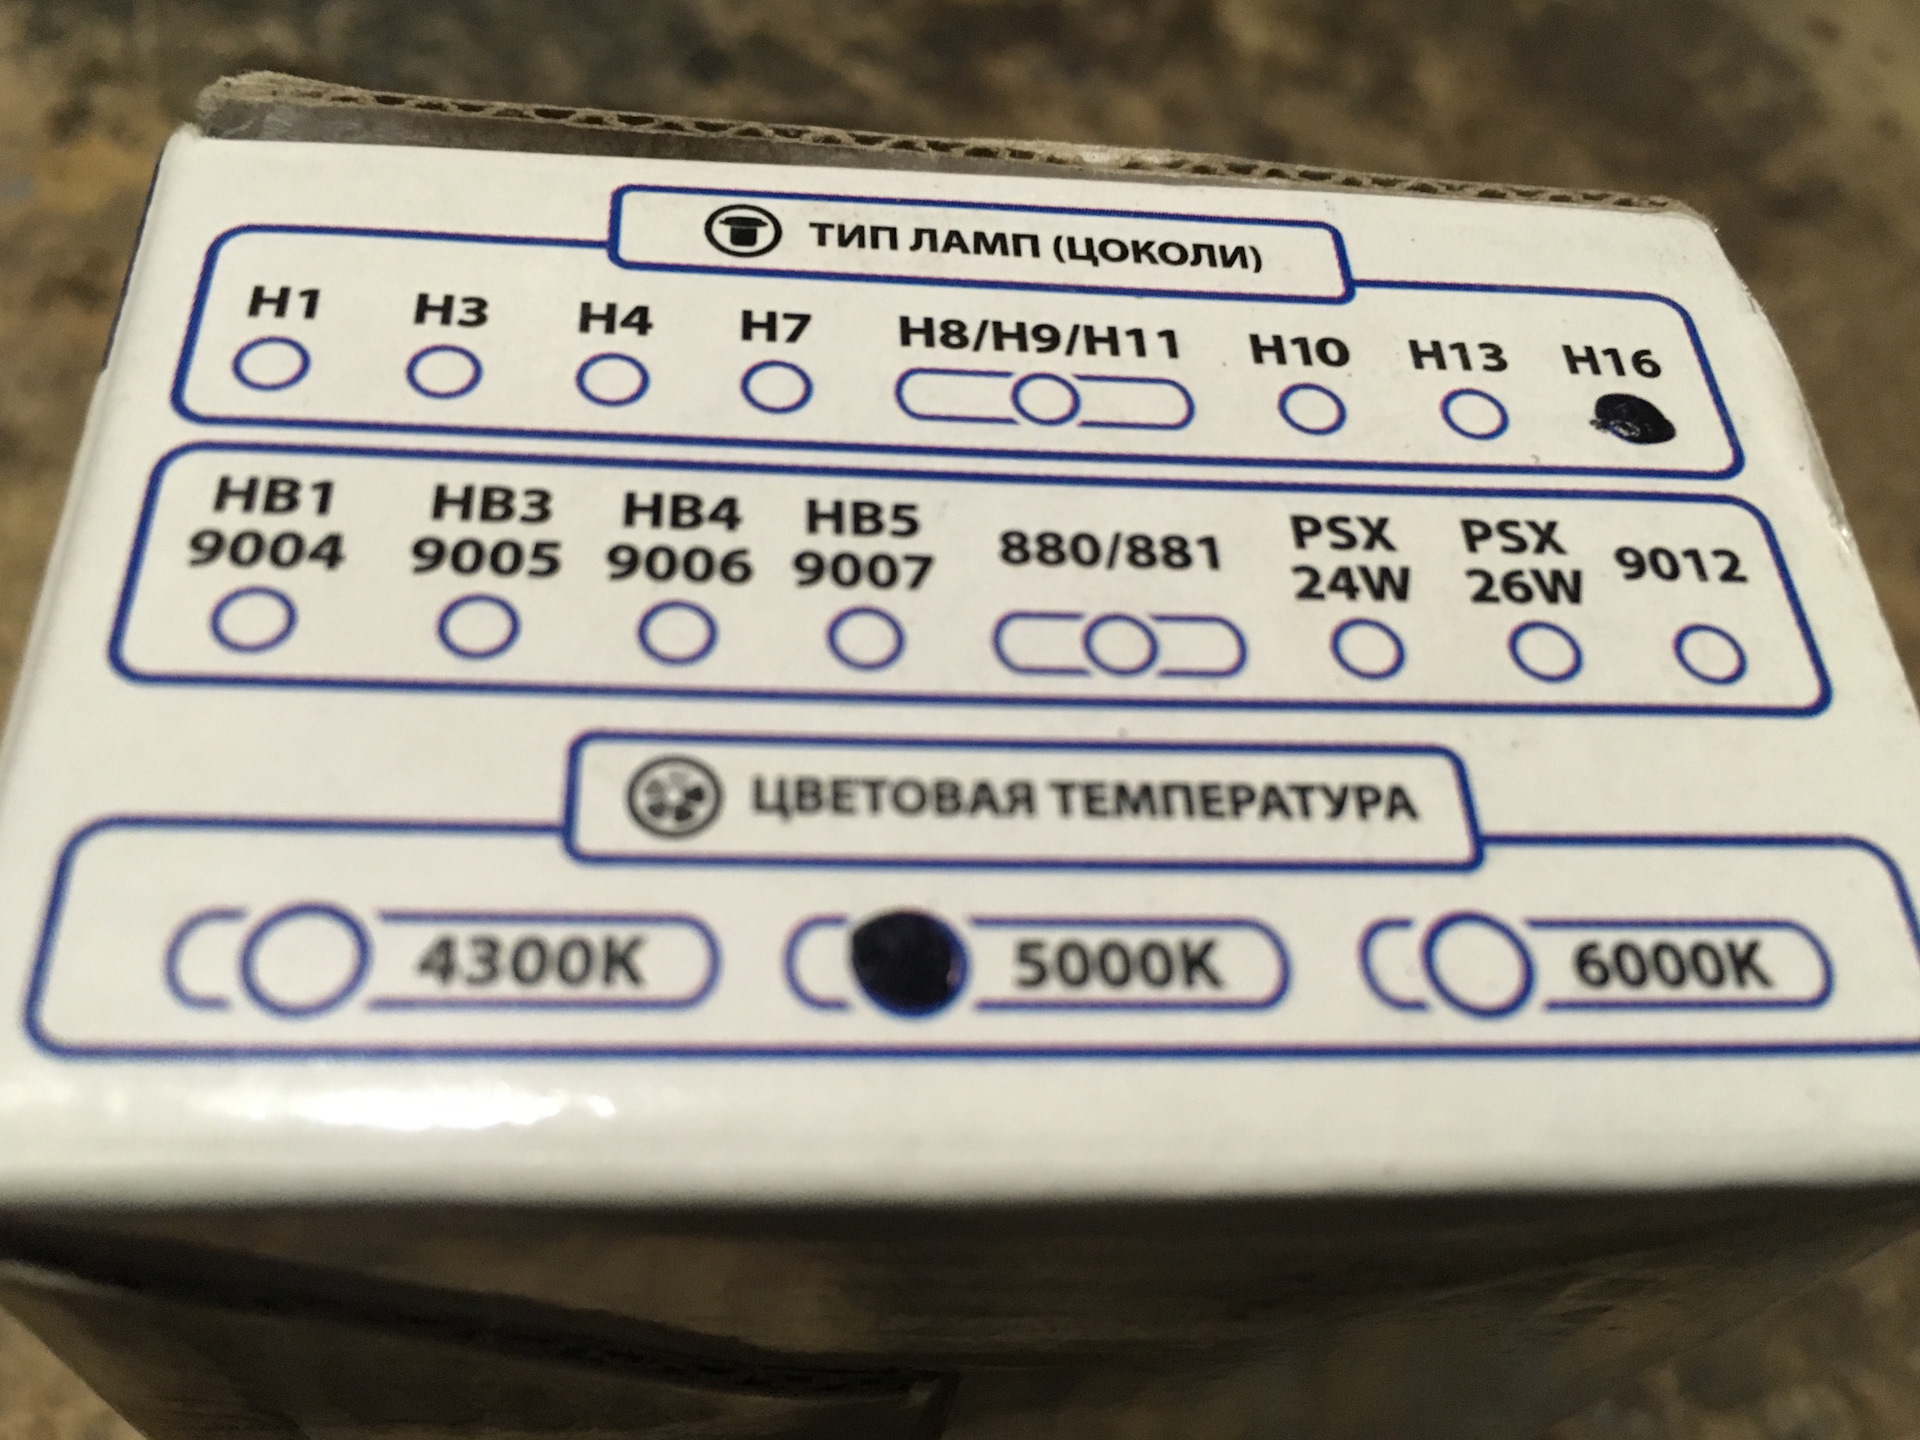 ТИП ЛАМП (ЦОКОЛИ)
H1 H3 H4 H7 H8/H9/H11 H10 H13 H16
HB1 HB3 HB4 HB5 880/881 PSX PSX 9012
9004 9005 9006 9007 24W 26W
ЦВЕТОВАЯ ТЕМПЕРАТУРА
4300K 5000K 6000K